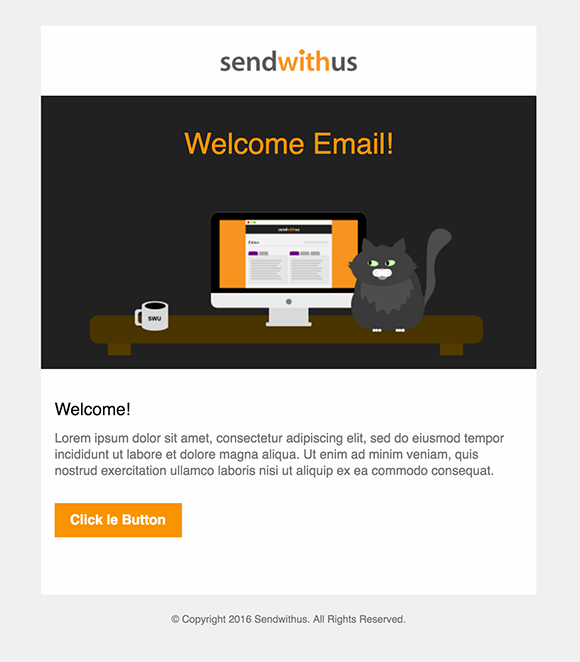 sendwithus
Welcome Email!
sendwithus
Editor
SWU
Welcome!
Lorem ipsum dolor sit amet, consectetur adipiscing elit, sed do eiusmod tempor
incididunt ut labore et dolore magna aliqua. Ut enim ad minim veniam, quis
nostrud exercitation ullamco laboris nisi ut aliquip ex ea commodo consequat.
Click le Button
© Copyright 2016 Sendwithus. All Rights Reserved.